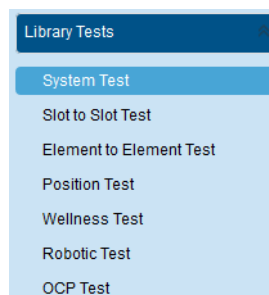 Library Tests
System Test
Slot to Slot Test
Element to Element Test
Position Test
Wellness Test
Robotic Test
OCP Test